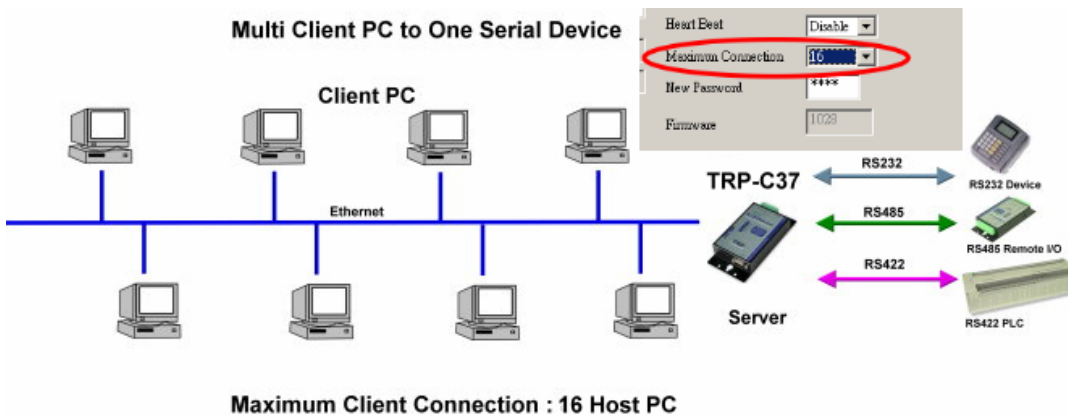 Multi Client PC to One Serial Device
Heart Beat
Disable
Maximun Connection
16
New Password
****
Firmware
1028
Client PC
Ethernet
TRP-C37
Server
RS232
RS232 Device
RS485
RS485 Remote I/O
RS422
RS422 PLC
Maximum Client Connection : 16 Host PC